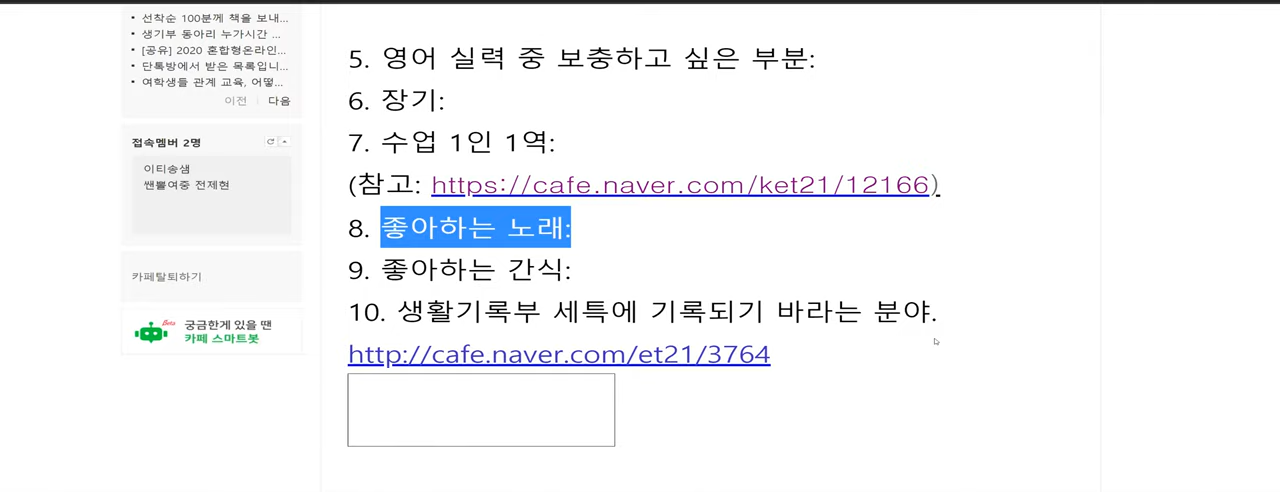 선착순 100분께 책을 보내...
생기부 동아리 누가시간 ...
[공유] 2020 혼합형온라인...
단톡방에서 받은 목록입니...
여학생들 관계 교육, 어떻...
이전 | 다음
접속멤버 2명
이티송샘
쌘뽈여중 전제현
카페탈퇴하기
Beta
궁금한게 있을 땐
카페 스마트봇
5. 영어 실력 중 보충하고 싶은 부분:
6. 장기:
7. 수업 1인 1역:
(참고: https://cafe.naver.com/ket21/12166).
8. 좋아하는 노래:
9. 좋아하는 간식:
10. 생활기록부 세특에 기록되기 바라는 분야.
http://cafe.naver.com/et21/3764